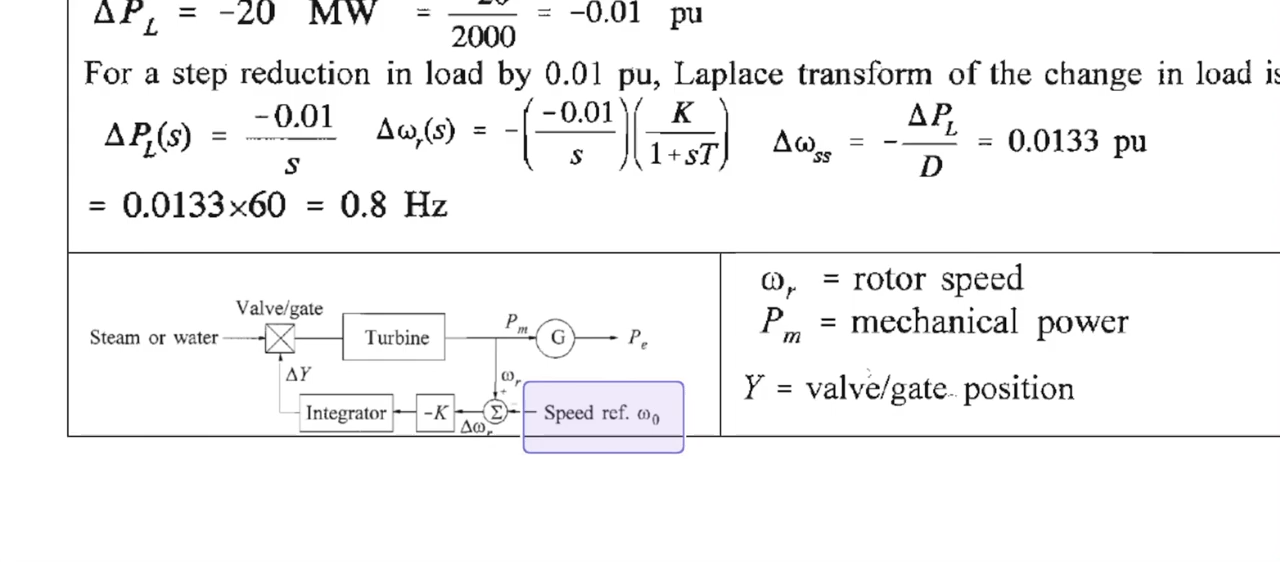 ΔP_L = -20 MW = 20/2000 = -0.01 pu
For a step reduction in load by 0.01 pu, Laplace transform of the change in load is
ΔP_L(s) = -0.01/s Δω_r(s) = -(-0.01/s)(K/1+sT) Δω_ss = -ΔP_L/D = 0.0133 pu
= 0.0133×60 = 0.8 Hz
Valve/gate
Steam or water
Turbine
P_m
G
P_e
ΔY
ω_r
+
Integrator
-K
Δω_r
Σ
-
Speed ref. ω_0
ω_r = rotor speed
P_m = mechanical power
Y = valve/gate position